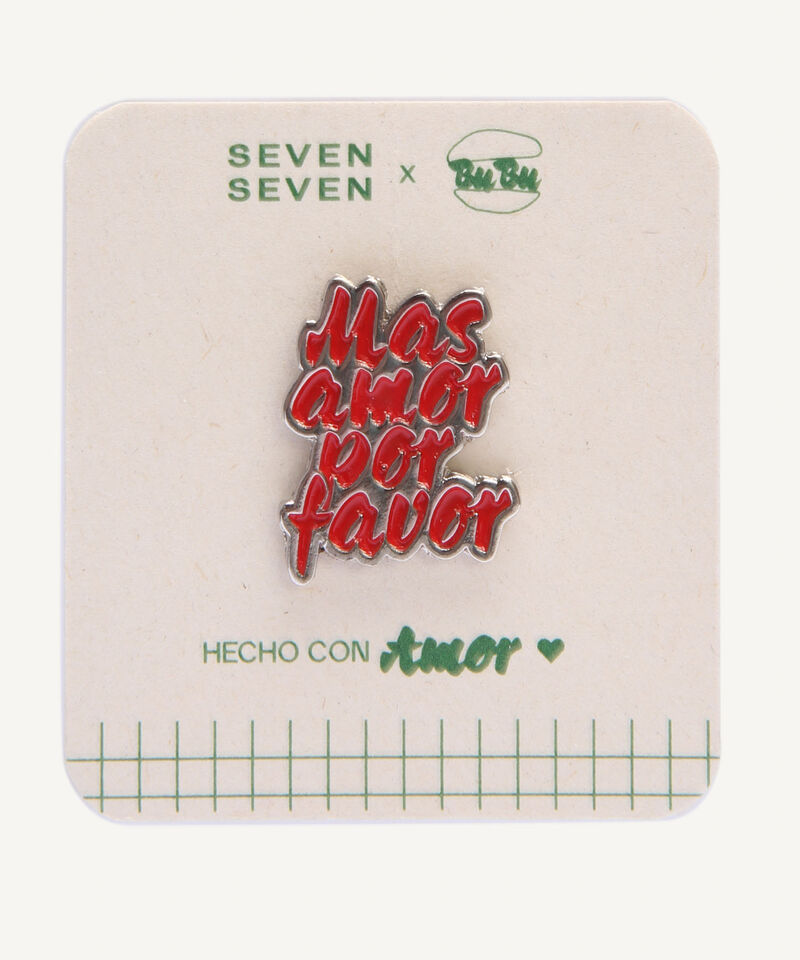 SEVEN
SEVEN x BuBu
Mas
amor
por
favor
HECHO CON Amor ♥